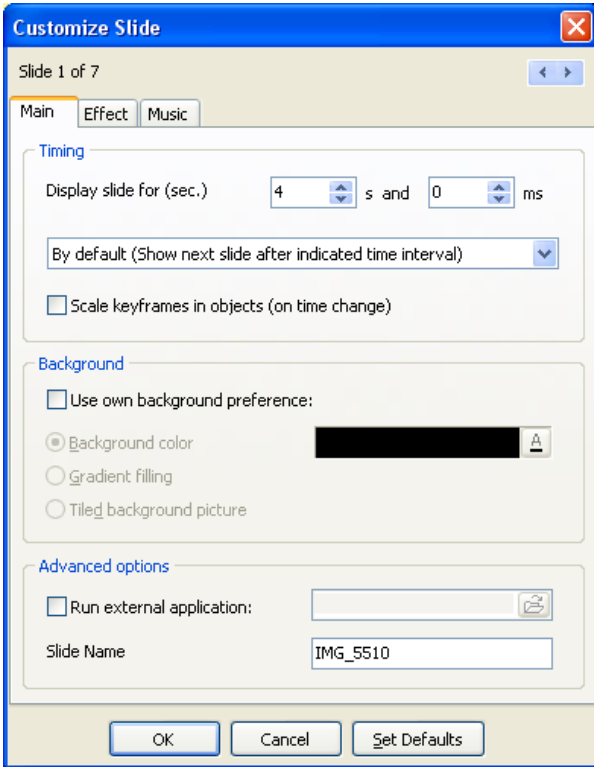 Customize Slide
Slide 1 of 7
Main Effect Music
Timing
Display slide for (sec.) 4 s and 0 ms
By default (Show next slide after indicated time interval)
Scale keyframes in objects (on time change)
Background
Use own background preference:
Background color A
Gradient filling
Tiled background picture
Advanced options
Run external application:
Slide Name IMG_5510
OK Cancel Set Defaults